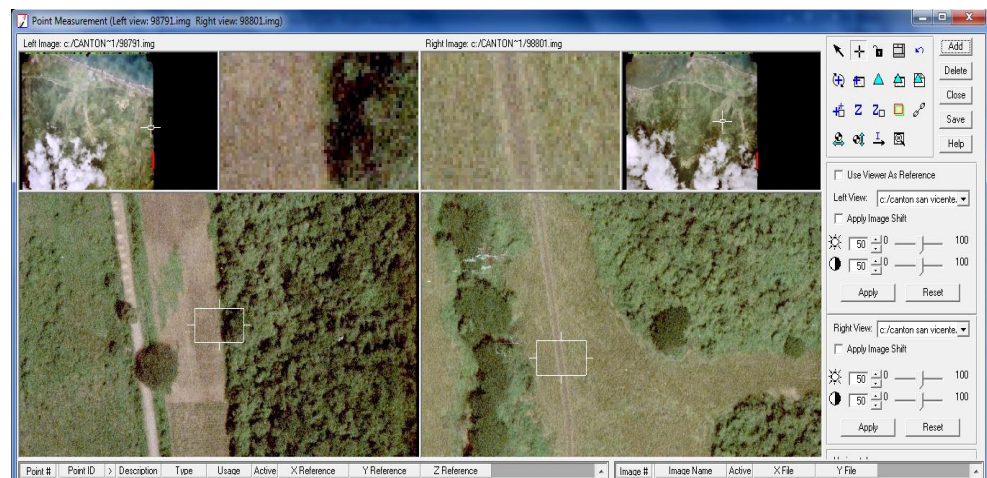 Point Measurement (Left view: 98791.img Right view: 98801.img)
Left Image: c:/CANTON~1/98791.img
Right Image: c:/CANTON~1/98801.img
Add
Delete
Close
Save
Help
Use Viewer As Reference
Left View: c:/canton san vicente.
Apply Image Shift
50 0 100
50 0 100
Apply Reset
Right View: c:/canton san vicente.
Apply Image Shift
50 0 100
50 0 100
Apply Reset
Point # Point ID > Description Type Usage Active X Reference Y Reference Z Reference
Image # Image Name Active X File Y File